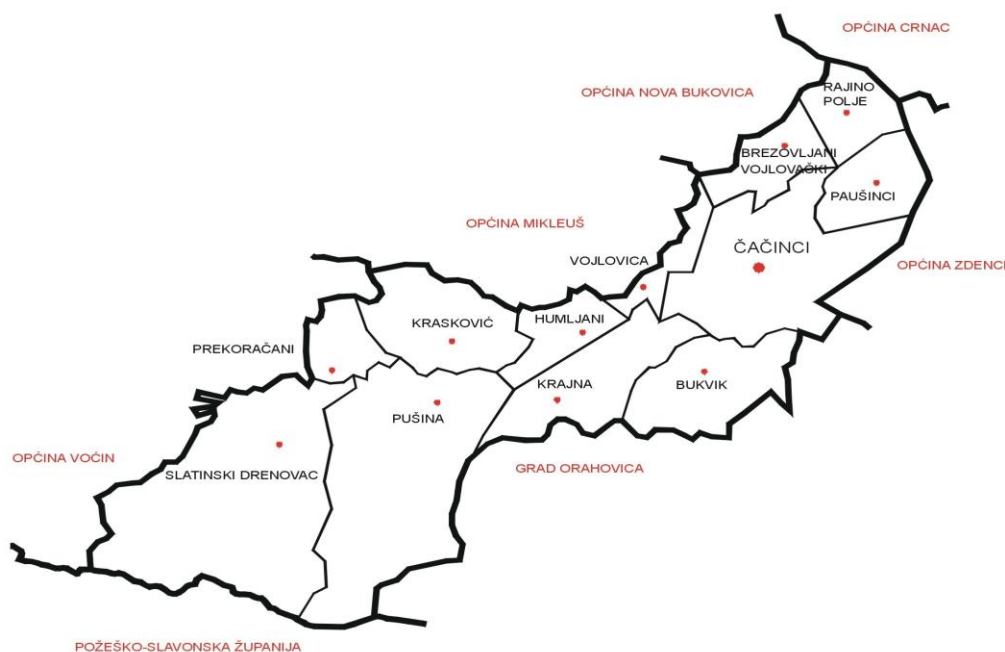 OPĆINA CRNAC
RAJINO
POLJE
OPĆINA NOVA BUKOVICA
BREZOVLJANI
VOJLOVAČKI
PAUŠINCI
OPĆINA MIKLEUŠ
ČAČINCI
VOJLOVICA
OPĆINA ZDENCI
HUMLJANI
KRASKOVIĆ
PREKORAČANI
KRAJNA
BUKVIK
PUŠINA
OPĆINA VOĆIN
GRAD ORAHOVICA
SLATINSKI DRENOVAC
POŽEŠKO-SLAVONSKA ŽUPANIJA